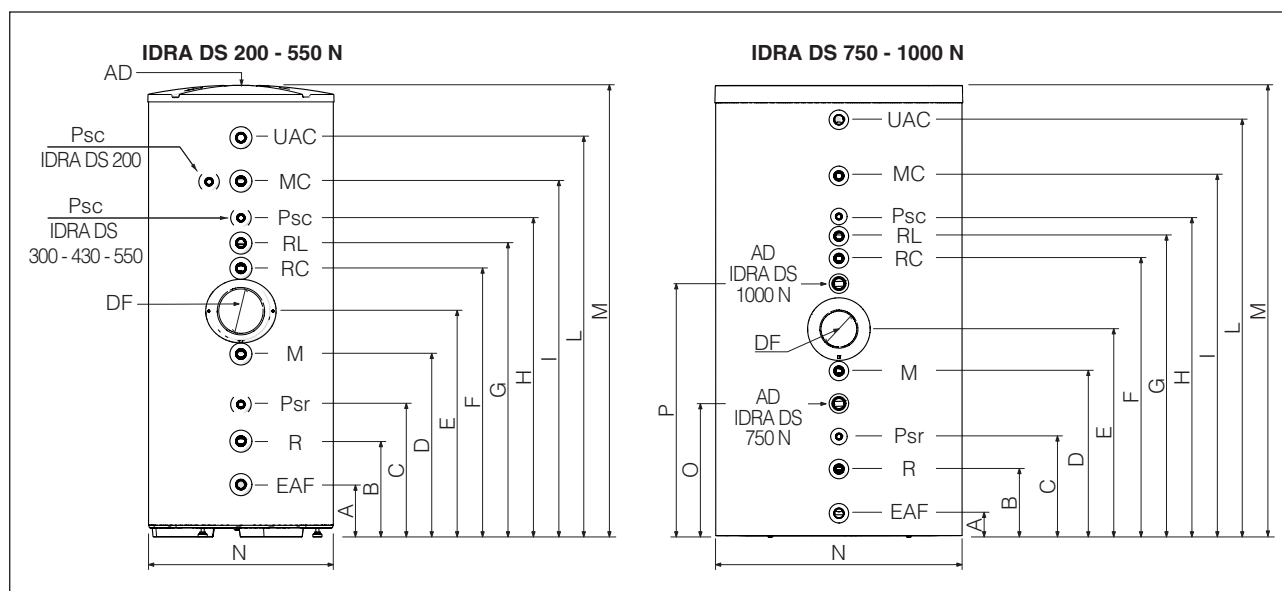 IDRA DS 200 - 550 N
AD
Psc
IDRA DS 200
Psc
IDRA DS
300 - 430 - 550
DF
UAC
MC
Psc
RL
RC
M
Psr
R
EAF
A
B
C
D
E
F
G
H
I
L
M
N
IDRA DS 750 - 1000 N
UAC
MC
Psc
RL
RC
AD
IDRA DS
1000 N
DF
M
AD
IDRA DS
750 N
Psr
R
EAF
P
O
A
B
C
D
E
F
G
H
I
L
M
N